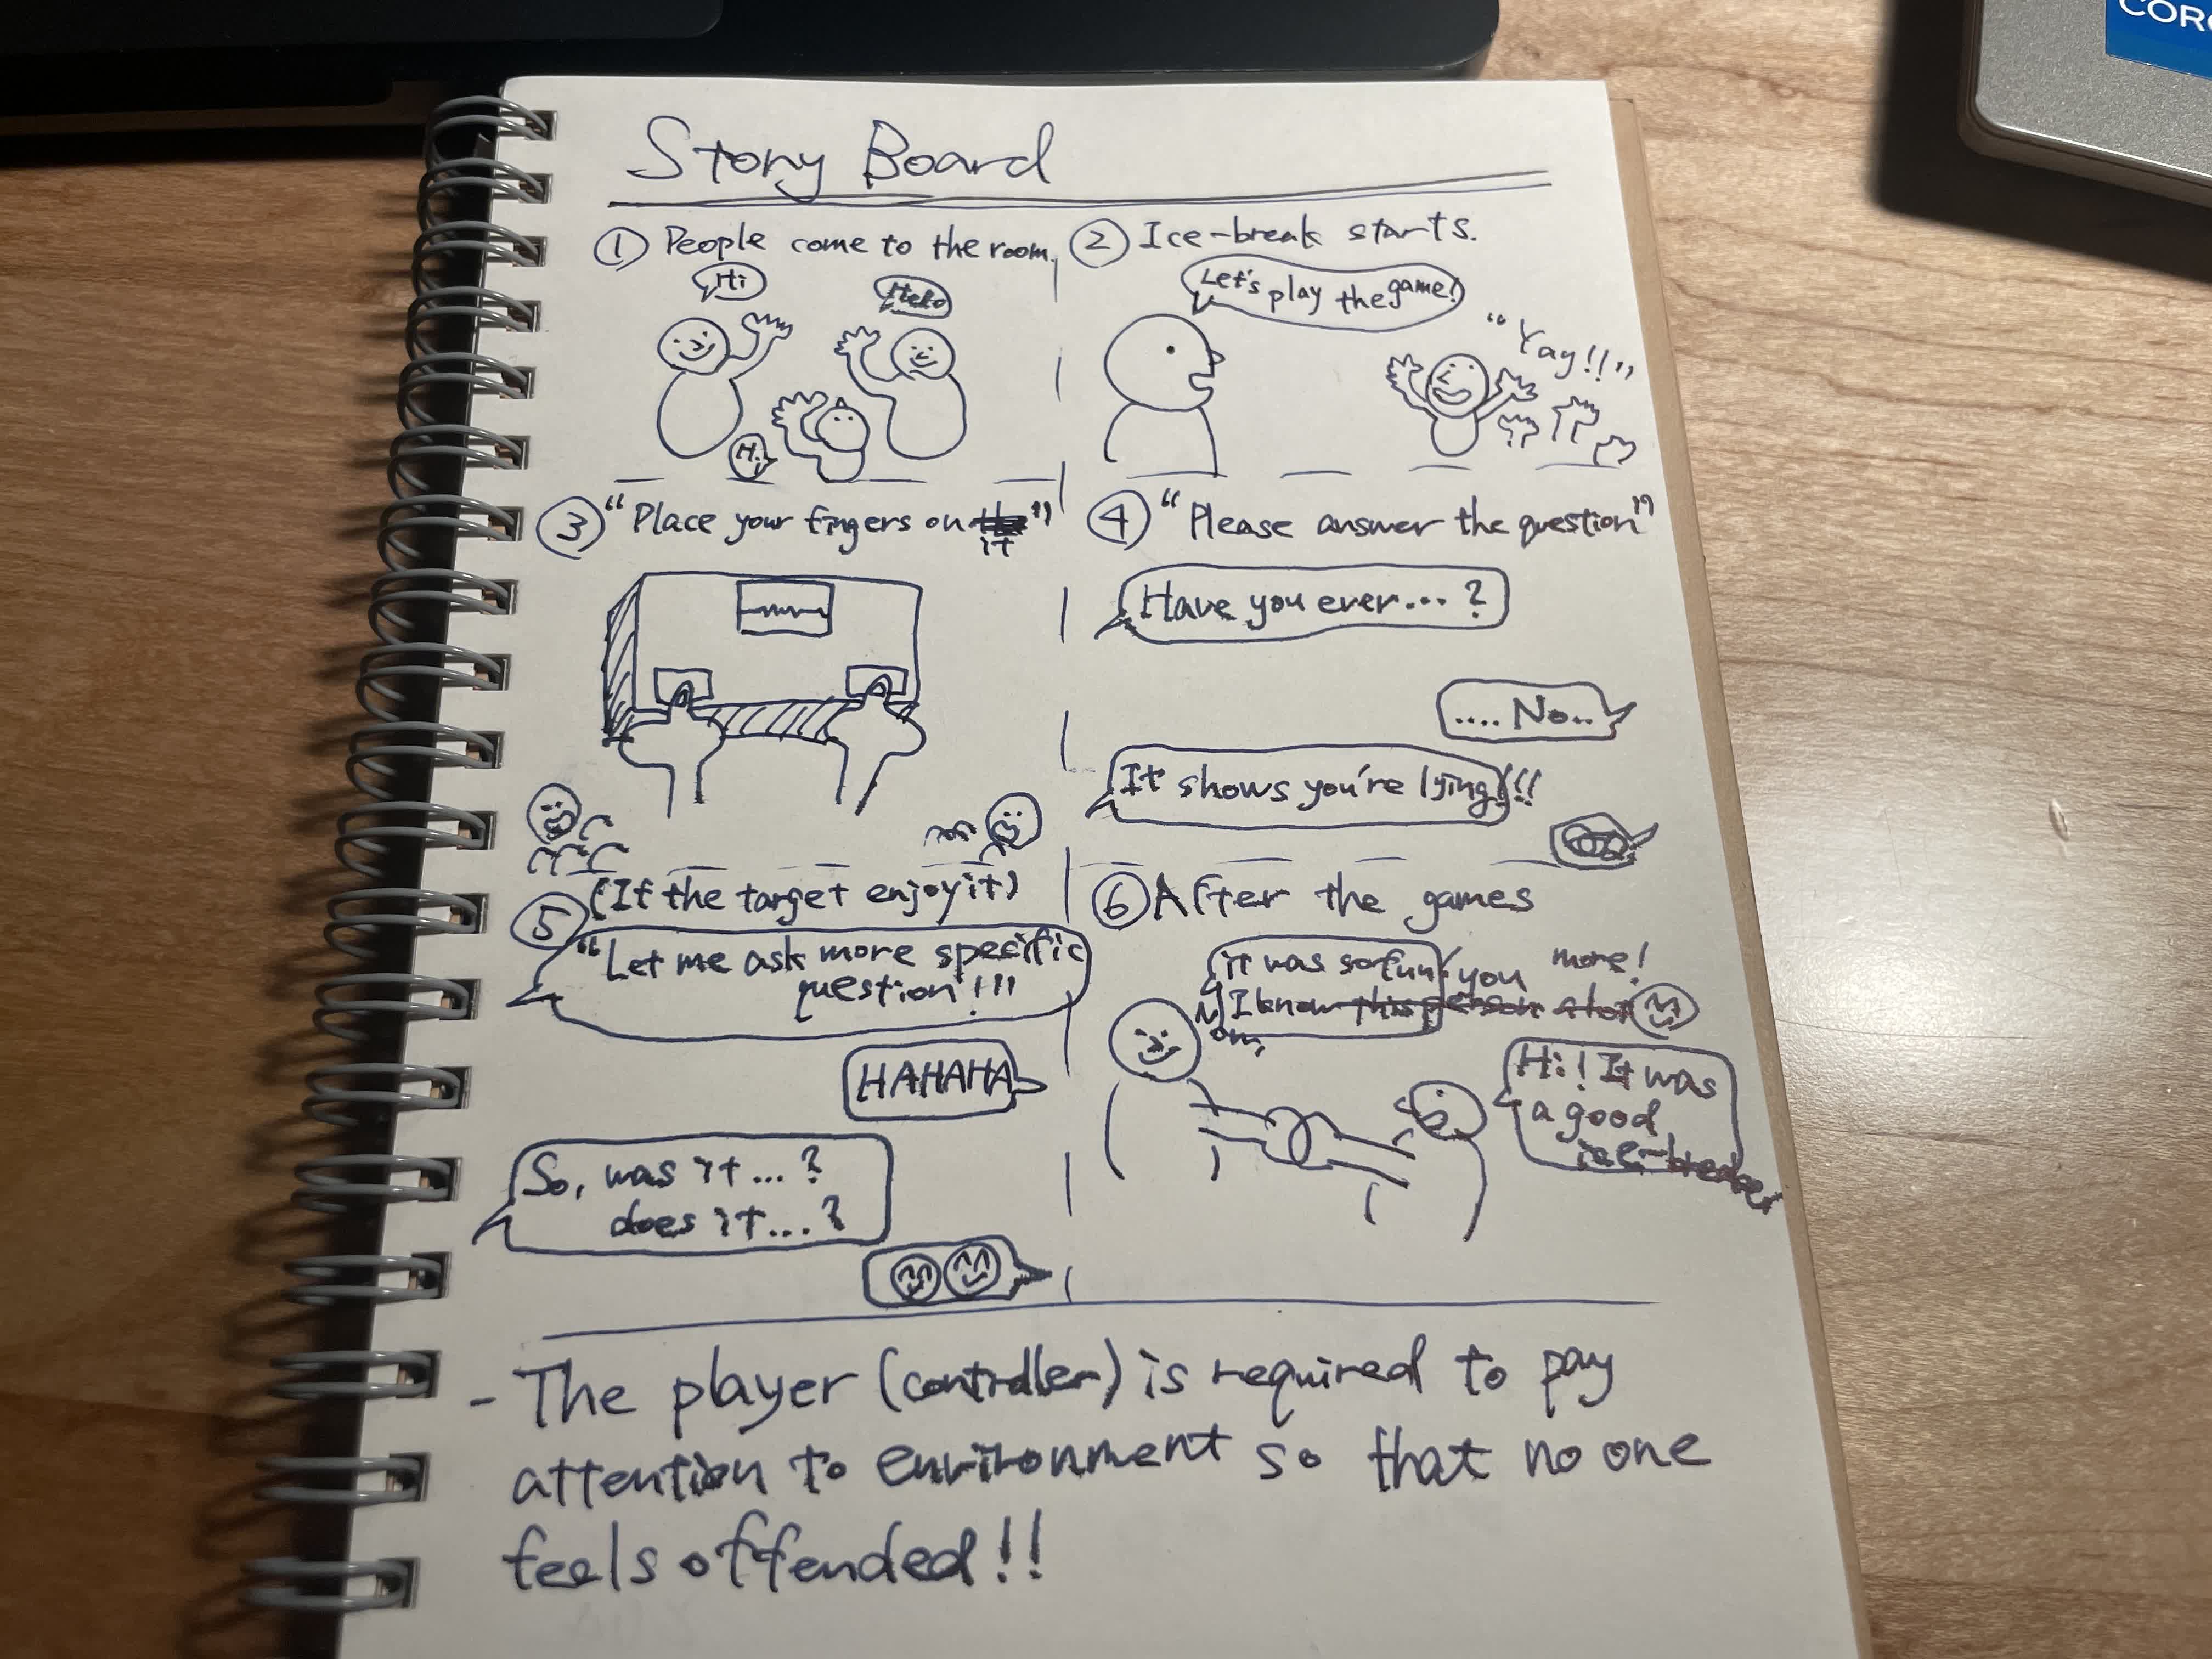 Story Board
① People come to the room.
Hi
Hello
Hi
② Ice-break starts.
Let's play the game!
"Yay!!"
③ "Place your fingers on it"
④ "Please answer the question"
Have you ever...?
.... No..
It shows you're lying!!!
⑤ (If the target enjoy it)
"Let me ask more specific
question!!"
HAHAHA
So, was it...?
does it...?
⑥ After the games
it was so fun!
Now, I know you more!
Hi! It was
a good
ice-breaker
- The player (controller) is required to pay
attention to environment so that no one
feels offended!!